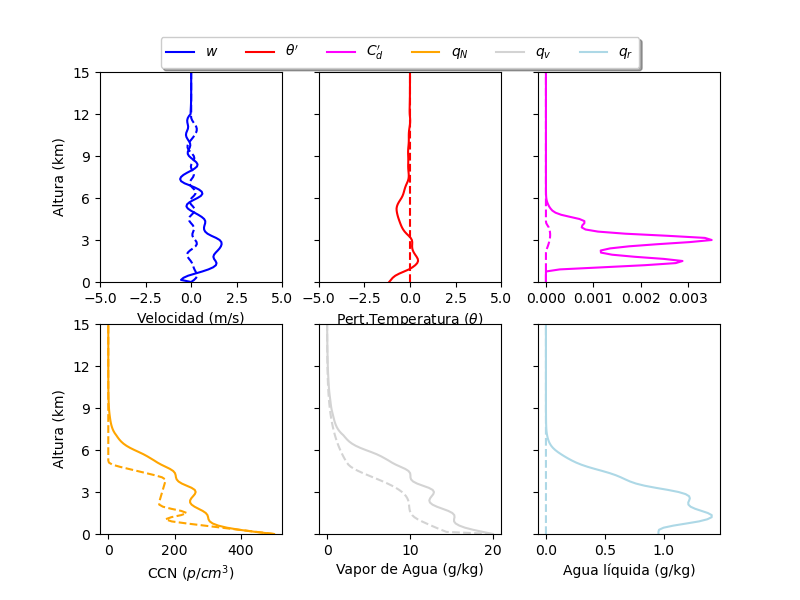 w θ′ C′d qN qv qr
15 12 9 6 3 0
Altura (km)
−5.0 −2.5 0.0 2.5 5.0
Velocidad (m/s)
−5.0 −2.5 0.0 2.5 5.0
Pert.Temperatura (θ)
0.000 0.001 0.002 0.003
15 12 9 6 3 0
Altura (km)
0 200 400
CCN (p/cm³)
0 10 20
Vapor de Agua (g/kg)
0.0 0.5 1.0
Agua líquida (g/kg)